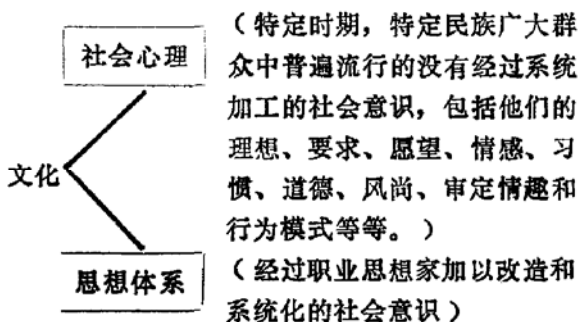 社会心理
（特定时期，特定民族广大群
众中普遍流行的没有经过系统
加工的社会意识，包括他们的
理想、要求、愿望、情感、习
惯、道德、风尚、审定情趣和
行为模式等等。）
文化
思想体系
（经过职业思想家加以改造和
系统化的社会意识）